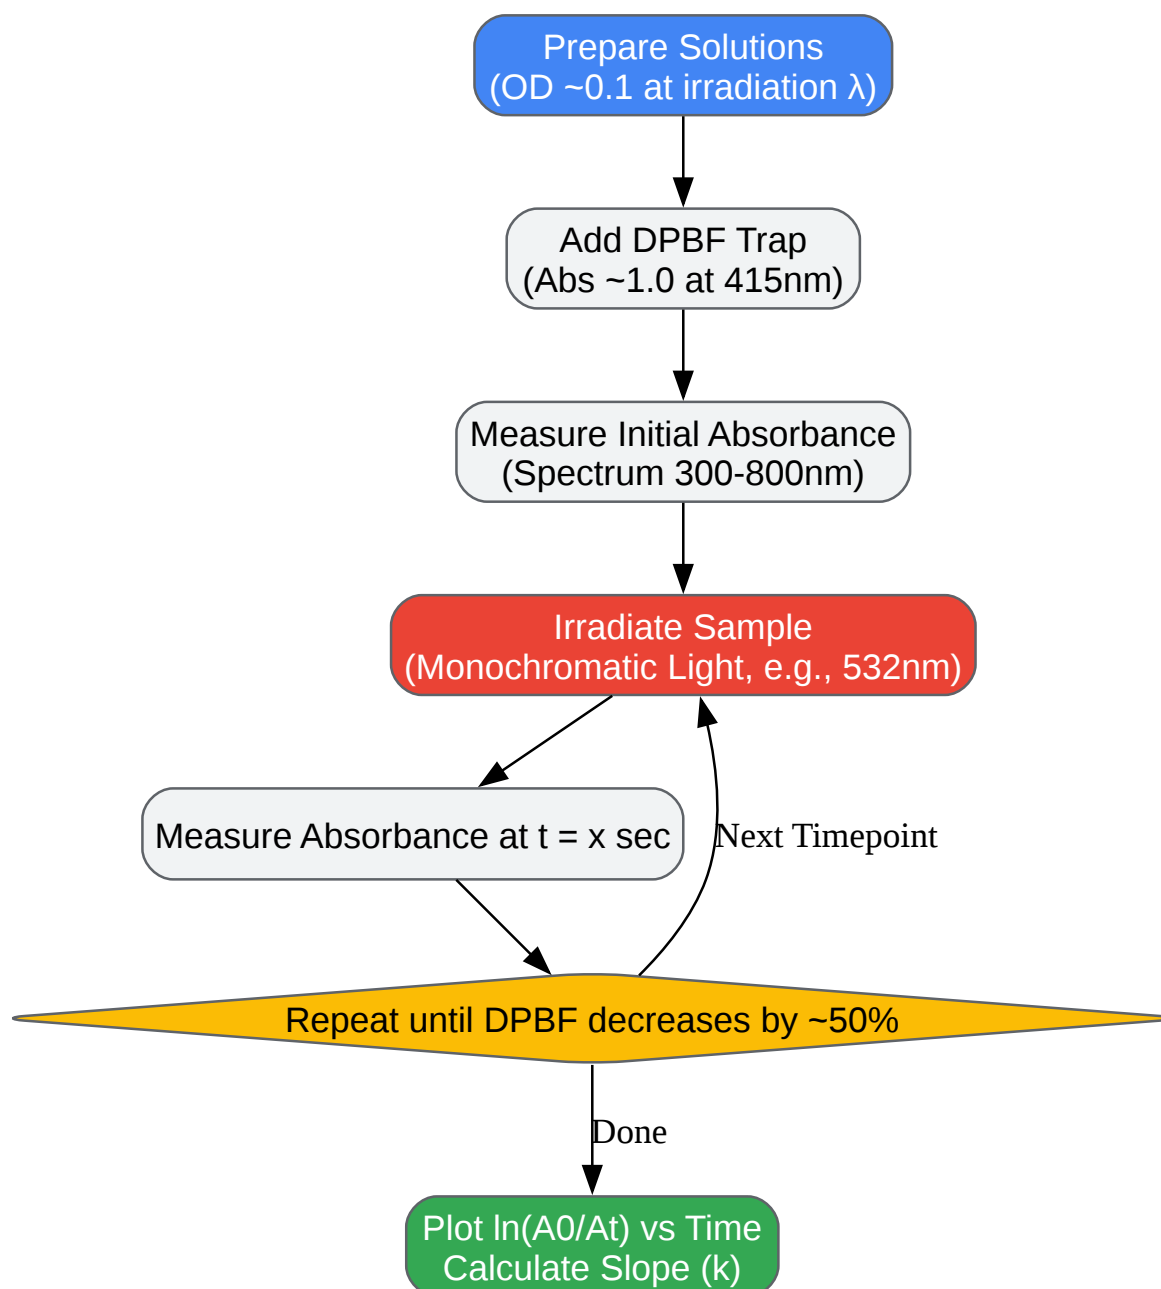 Prepare Solutions
(OD ~0.1 at irradiation λ)
Add DPBF Trap
(Abs ~1.0 at 415nm)
Measure Initial Absorbance
(Spectrum 300-800nm)
Irradiate Sample
(Monochromatic Light, e.g., 532nm)
Measure Absorbance at t = x sec
Next Timepoint
Repeat until DPBF decreases by ~50%
Done
Plot ln(A0/At) vs Time
Calculate Slope (k)